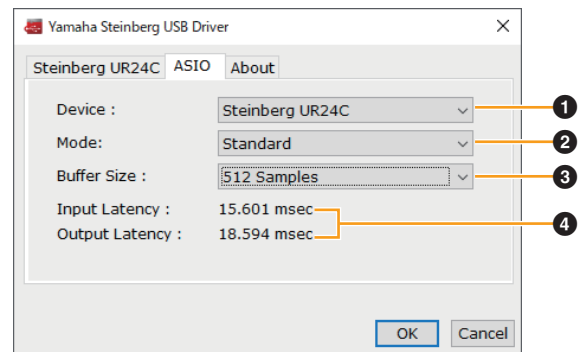 Yamaha Steinberg USB Driver
Steinberg UR24C ASIO About
Device : Steinberg UR24C 1
Mode: Standard 2
Buffer Size : 512 Samples 3
Input Latency : 15.601 msec
4
Output Latency : 18.594 msec
OK Cancel